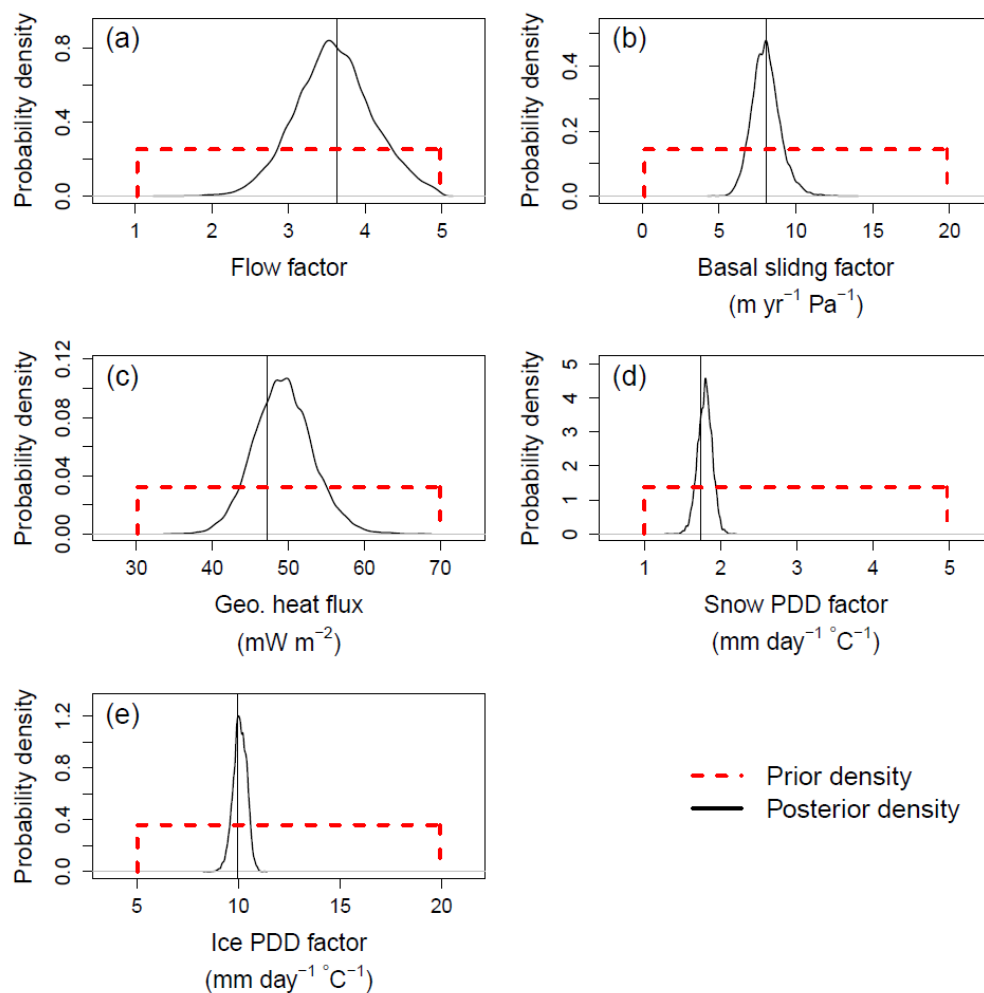 (a)
Probability density
0.0 0.4 0.8
1 2 3 4 5
Flow factor
(b)
Probability density
0.0 0.2 0.4
0 5 10 15 20
Basal slidng factor
(m yr⁻¹ Pa⁻¹)
(c)
Probability density
0.00 0.04 0.08 0.12
30 40 50 60 70
Geo. heat flux
(mW m⁻²)
(d)
Probability density
0 1 2 3 4 5
1 2 3 4 5
Snow PDD factor
(mm day⁻¹ °C⁻¹)
(e)
Probability density
0.0 0.4 0.8 1.2
5 10 15 20
Ice PDD factor
(mm day⁻¹ °C⁻¹)
Prior density
Posterior density